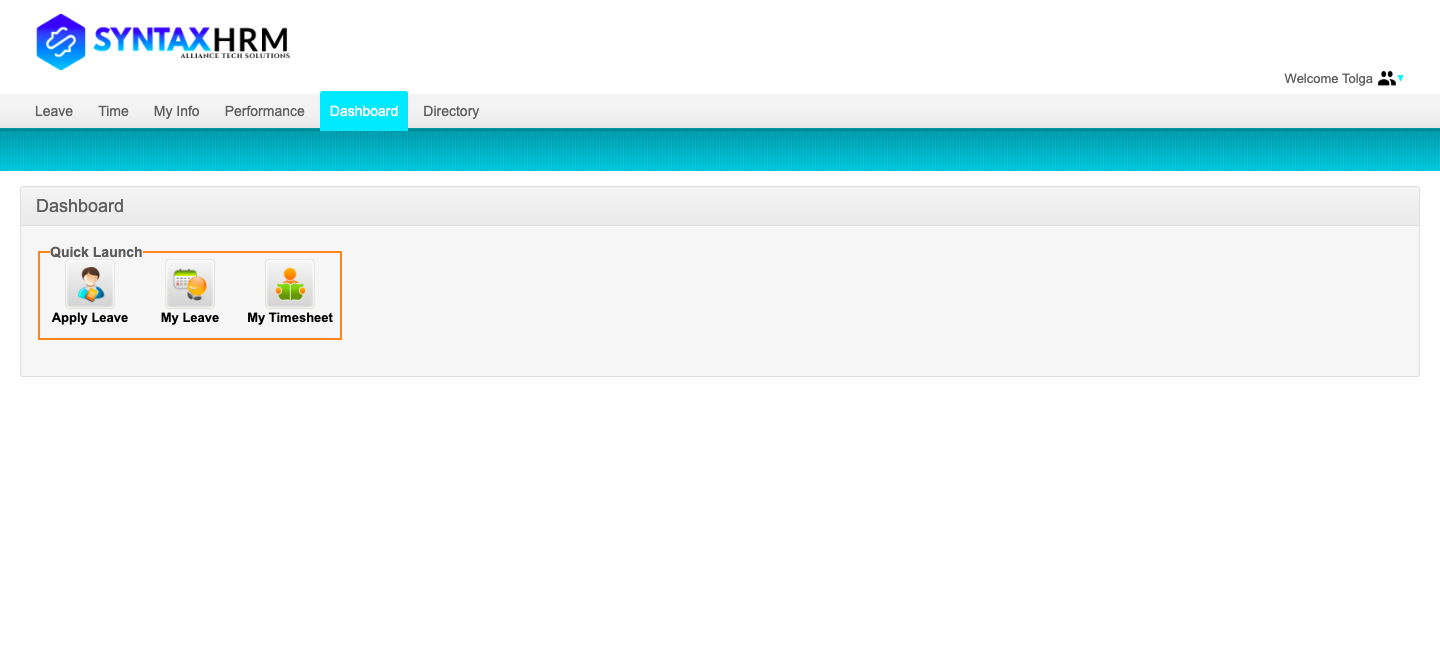 SYNTAXHRM
ALLIANCE TECH SOLUTIONS
Welcome Tolga
Leave Time My Info Performance Dashboard Directory
Dashboard
Quick Launch
Apply Leave My Leave My Timesheet